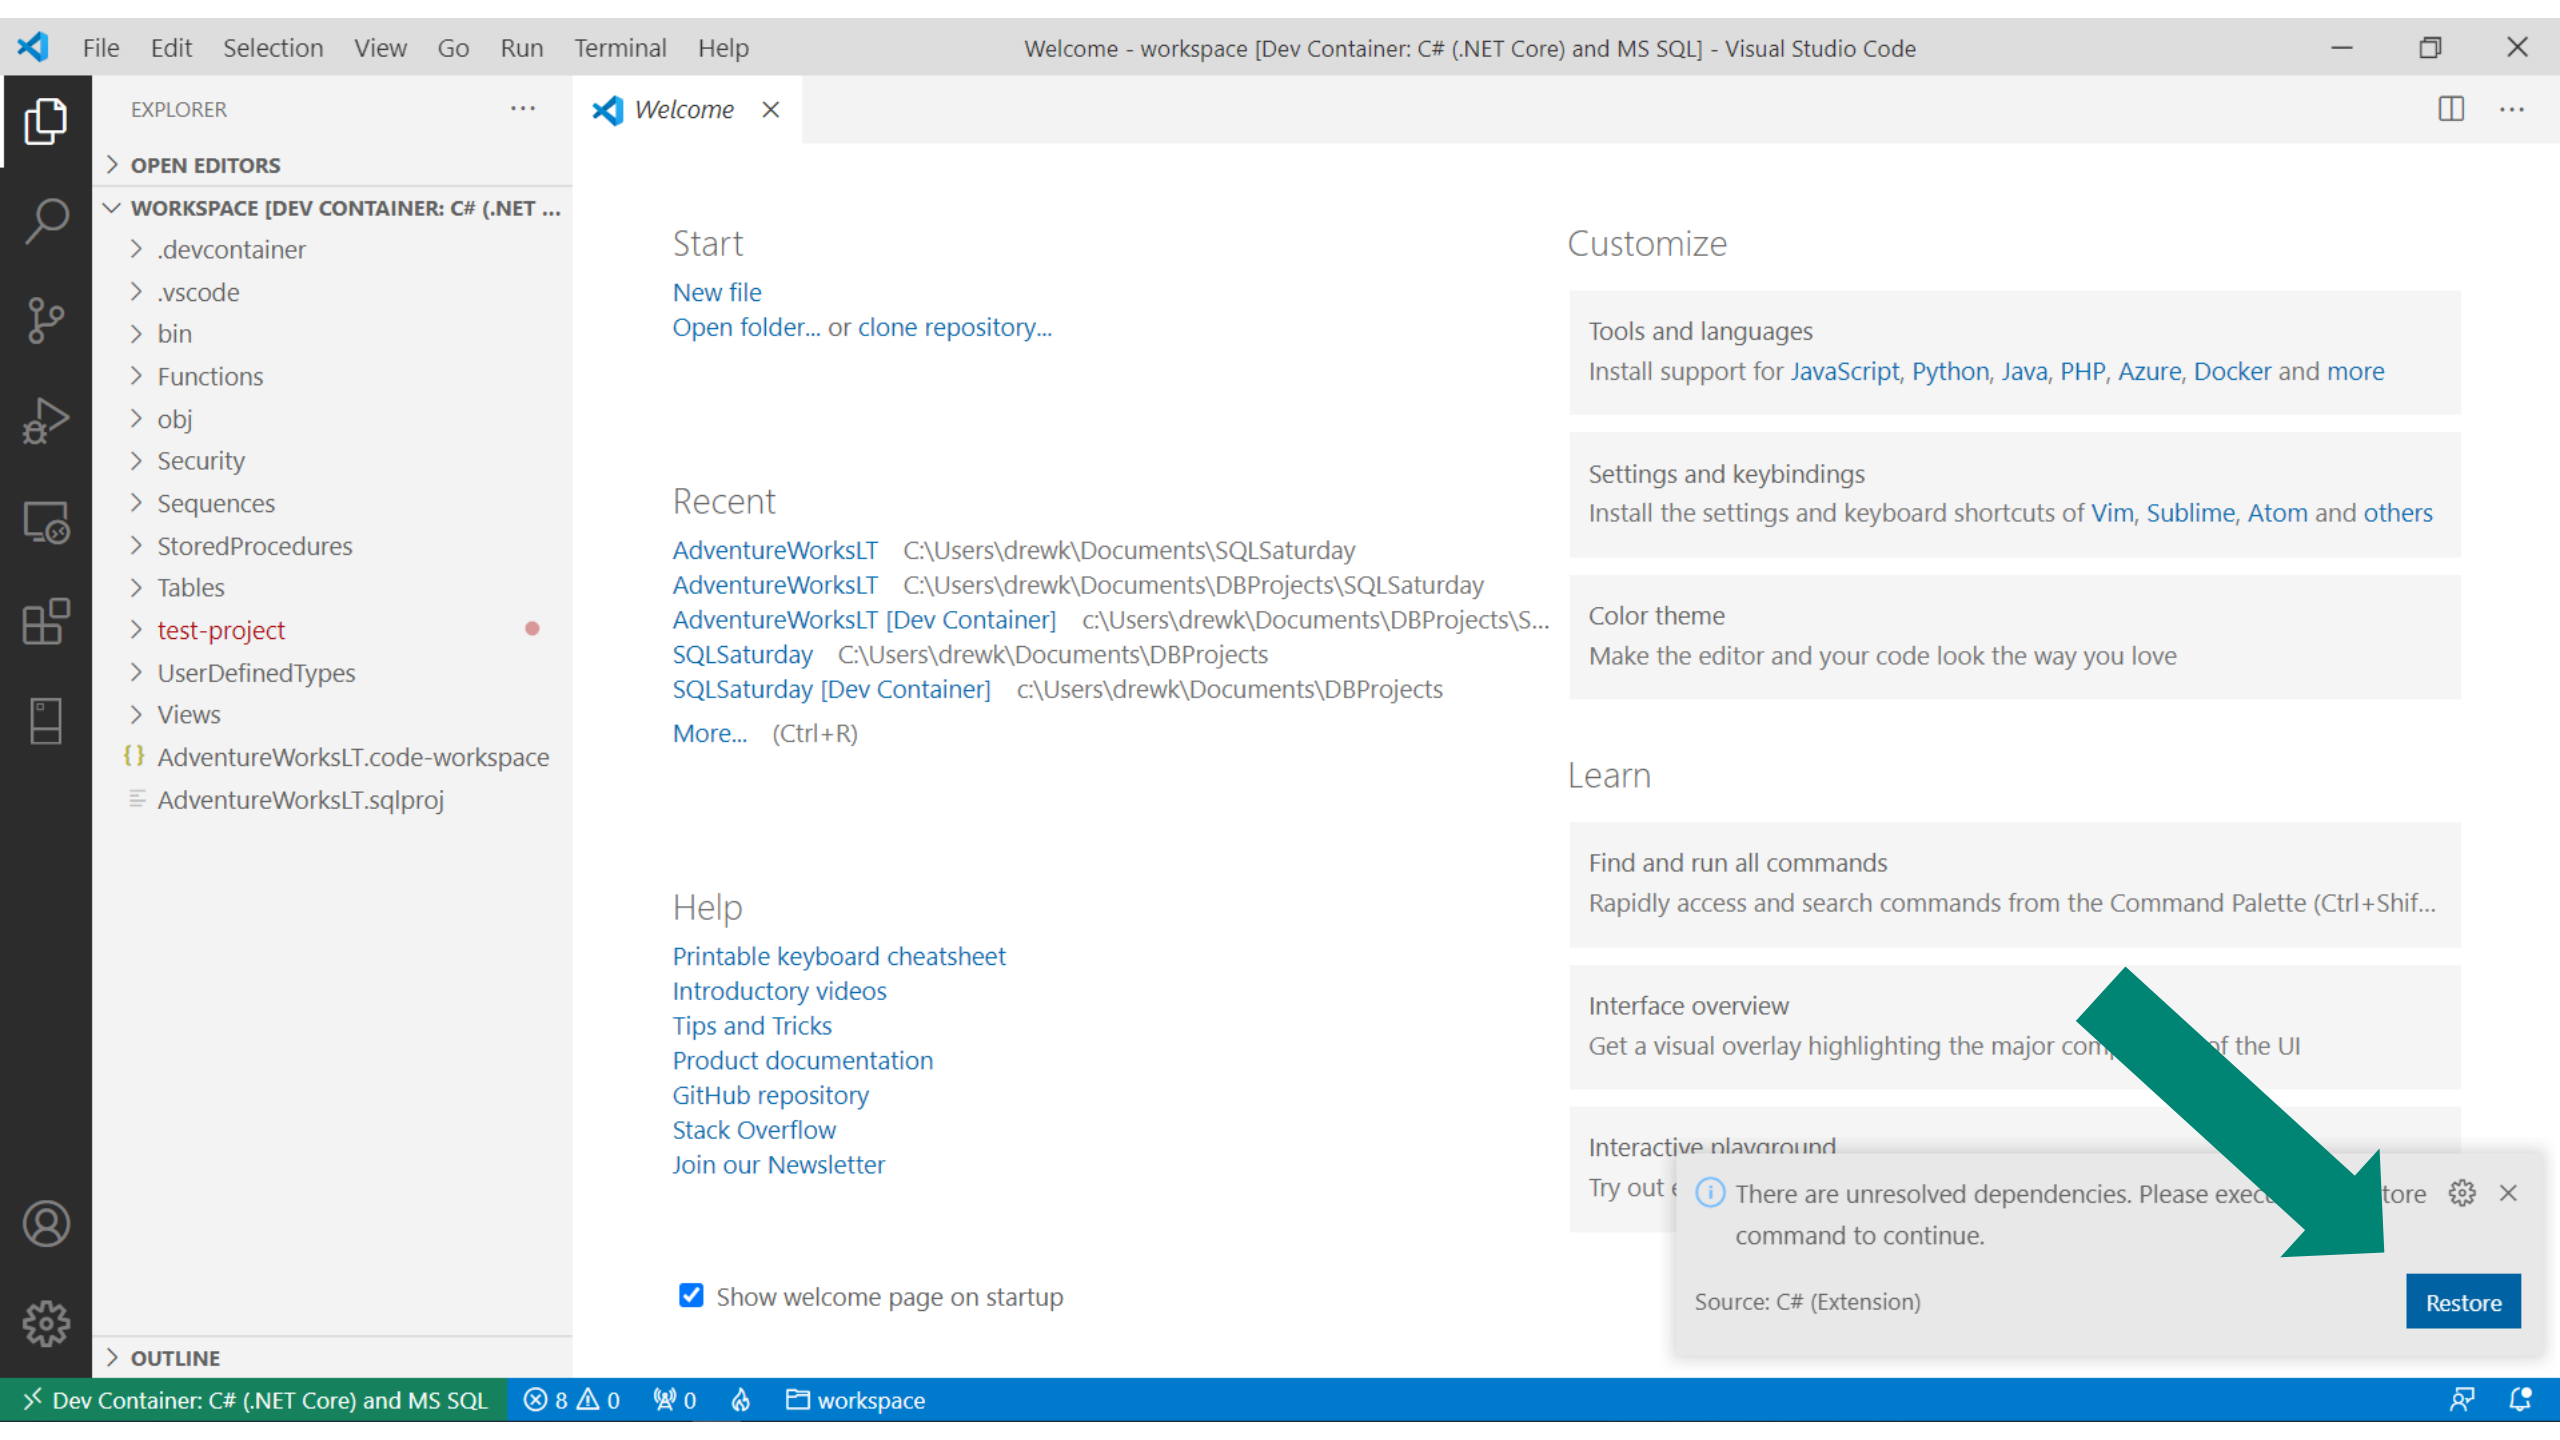 File Edit Selection View Go Run Terminal Help
Welcome - workspace [Dev Container: C# (.NET Core) and MS SQL] - Visual Studio Code
EXPLORER
Welcome
OPEN EDITORS
WORKSPACE [DEV CONTAINER: C# (.NET ...
.devcontainer
.vscode
bin
Functions
obj
Security
Sequences
StoredProcedures
Tables
test-project
UserDefinedTypes
Views
AdventureWorksLT.code-workspace
AdventureWorksLT.sqlproj
OUTLINE
Start
New file
Open folder... or clone repository...
Recent
AdventureWorksLT C:\Users\drewk\Documents\SQLSaturday
AdventureWorksLT C:\Users\drewk\Documents\DBProjects\SQLSaturday
AdventureWorksLT [Dev Container] c:\Users\drewk\Documents\DBProjects\S...
SQLSaturday C:\Users\drewk\Documents\DBProjects
SQLSaturday [Dev Container] c:\Users\drewk\Documents\DBProjects
More... (Ctrl+R)
Help
Printable keyboard cheatsheet
Introductory videos
Tips and Tricks
Product documentation
GitHub repository
Stack Overflow
Join our Newsletter
Show welcome page on startup
Customize
Tools and languages
Install support for JavaScript, Python, Java, PHP, Azure, Docker and more
Settings and keybindings
Install the settings and keyboard shortcuts of Vim, Sublime, Atom and others
Color theme
Make the editor and your code look the way you love
Learn
Find and run all commands
Rapidly access and search commands from the Command Palette (Ctrl+Shif...
Interface overview
Get a visual overlay highlighting the major of the UI
Interactive playground
Try out
There are unresolved dependencies. Please
command to continue.
Source: C# (Extension)
Restore
Dev Container: C# (.NET Core) and MS SQL 8 0 0 workspace